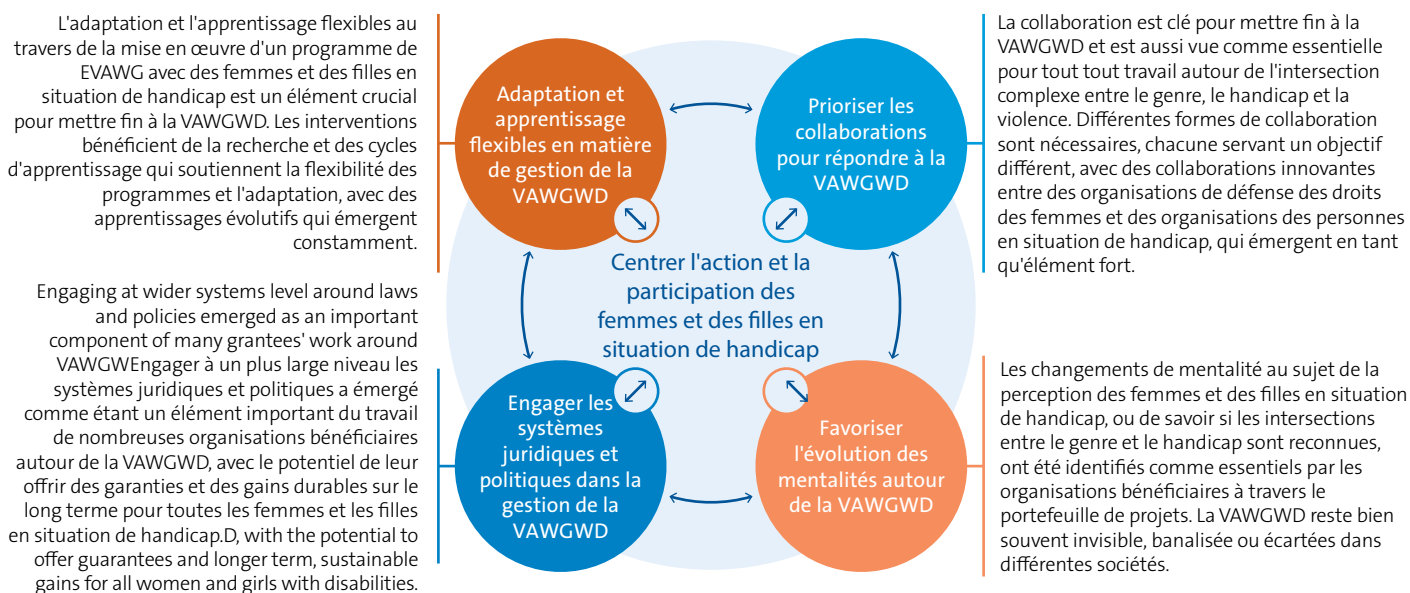 L'adaptation et l'apprentissage flexibles au
travers de la mise en œuvre d'un programme de
EVAWG avec des femmes et des filles en
situation de handicap est un élément crucial
pour mettre fin à la VAWGWD. Les interventions
bénéficient de la recherche et des cycles
d'apprentissage qui soutiennent la flexibilité des
programmes et l'adaptation, avec des
apprentissages évolutifs qui émergent
constamment.
Adaptation et
apprentissage
flexibles en matière
de gestion de la
VAWGWD
Prioriser les
collaborations
pour répondre à la
VAWGWD
La collaboration est clé pour mettre fin à la
VAWGWD et est aussi vue comme essentielle
pour tout tout travail autour de l'intersection
complexe entre le genre, le handicap et la
violence. Différentes formes de collaboration
sont nécessaires, chacune servant un objectif
différent, avec des collaborations innovantes
entre des organisations de défense des droits
des femmes et des organisations des personnes
en situation de handicap, qui émergent en tant
qu'élément fort.
Centrer l'action et la
participation des
femmes et des filles en
situation de handicap
Engaging at wider systems level around laws
and policies emerged as an important
component of many grantees' work around
VAWGWEngager à un plus large niveau les
systèmes juridiques et politiques a émergé
comme étant un élément important du travail
de nombreuses organisations bénéficiaires
autour de la VAWGWD, avec le potentiel de leur
offrir des garanties et des gains durables sur le
long terme pour toutes les femmes et les filles
en situation de handicap.D, with the potential to
offer guarantees and longer term, sustainable
gains for all women and girls with disabilities.
Engager les
systèmes
juridiques et
politiques dans la
gestion de la
VAWGWD
Favoriser
l'évolution des
mentalités autour
de la VAWGWD
Les changements de mentalité au sujet de la
perception des femmes et des filles en situation
de handicap, ou de savoir si les intersections
entre le genre et le handicap sont reconnues,
ont été identifiés comme essentiels par les
organisations bénéficiaires à travers le
portefeuille de projets. La VAWGWD reste bien
souvent invisible, banalisée ou écartées dans
différentes sociétés.